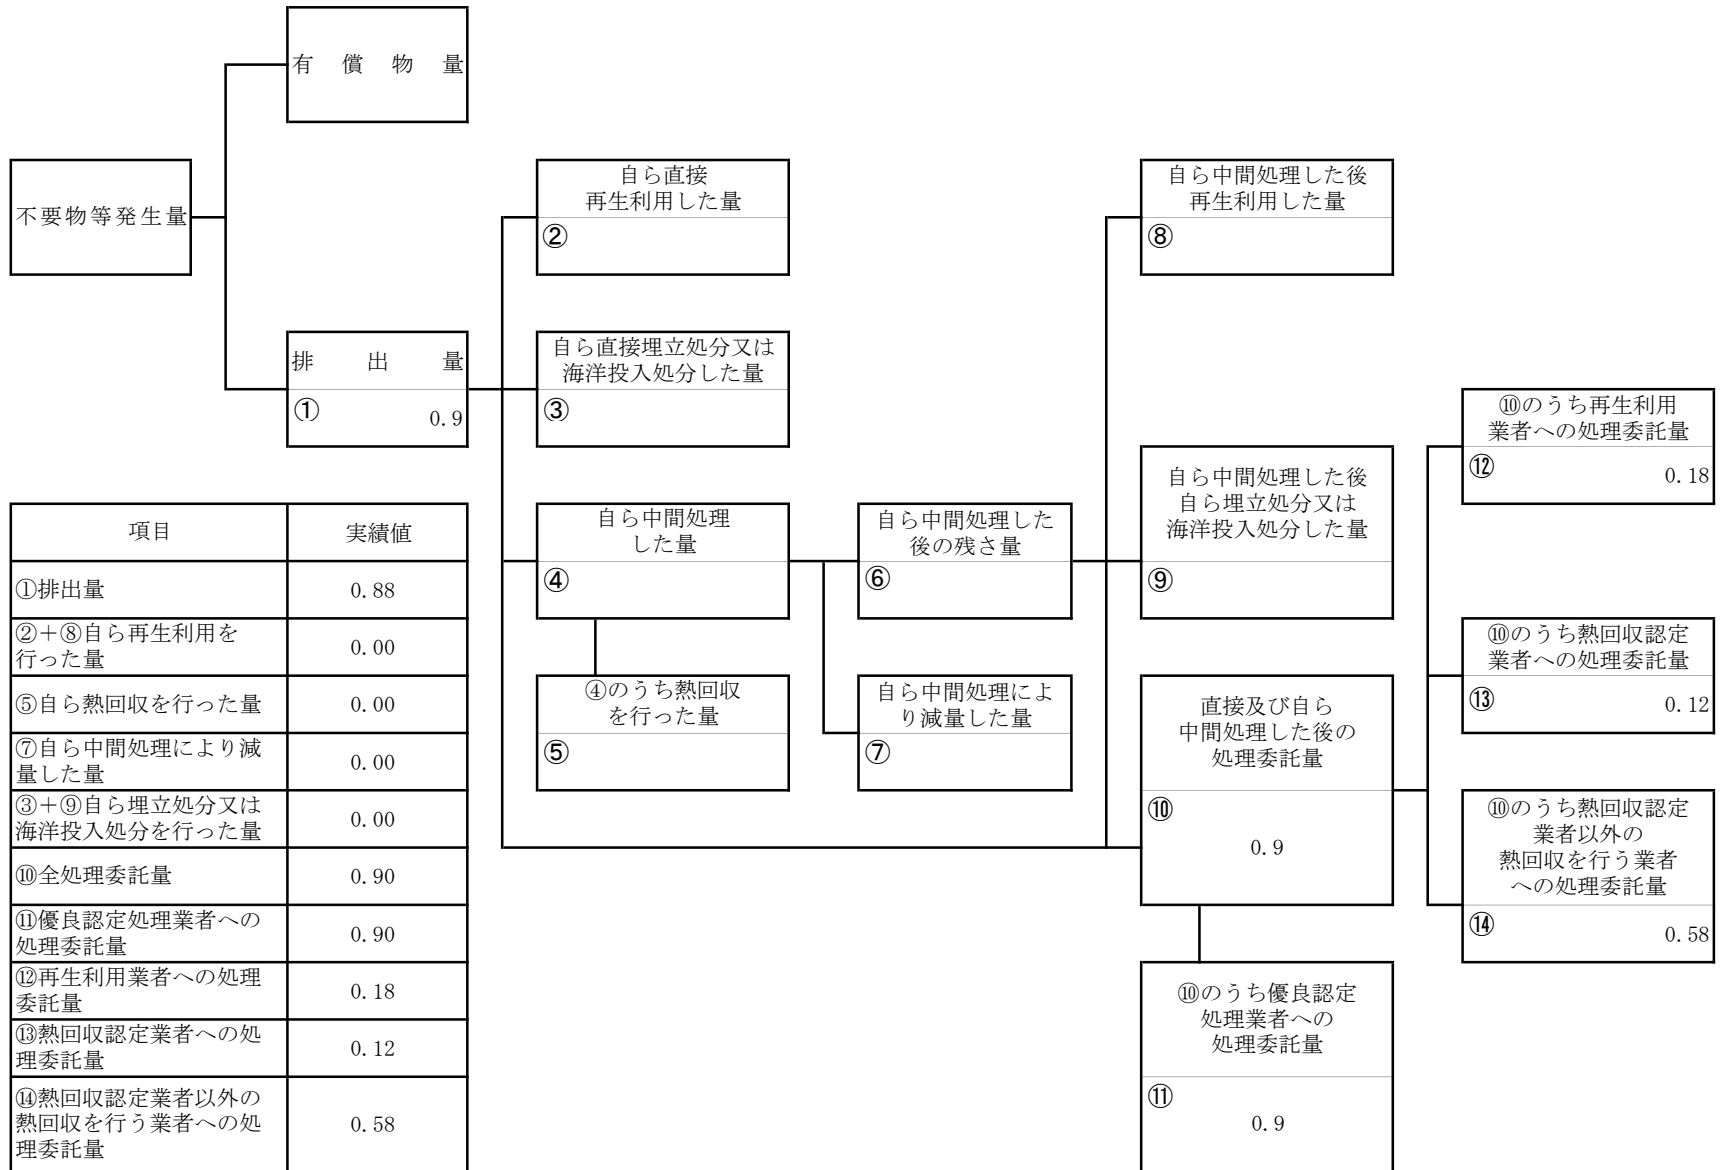 有償物量
不要物等発生量
排出量
①
0.9
自ら直接
再生利用した量
②
自ら直接埋立処分又は
海洋投入処分した量
③
自ら中間処理
した量
④
④のうち熱回収
を行った量
⑤
自ら中間処理した
後の残さ量
⑥
自ら中間処理によ
り減量した量
⑦
自ら中間処理した後
再生利用した量
⑧
自ら中間処理した後
自ら埋立処分又は
海洋投入処分した量
⑨
直接及び自ら
中間処理した後の
処理委託量
⑩
0.9
⑩のうち優良認定
処理業者への
処理委託量
⑪
0.9
⑩のうち再生利用
業者への処理委託量
⑫
0.18
⑩のうち熱回収認定
業者への処理委託量
⑬
0.12
⑩のうち熱回収認定
業者以外の
熱回収を行う業者
への処理委託量
⑭
0.58
項目 実績値
①排出量 0.88
②＋⑧自ら再生利用を
行った量 0.00
⑤自ら熱回収を行った量 0.00
⑦自ら中間処理により減
量した量 0.00
③＋⑨自ら埋立処分又は
海洋投入処分を行った量 0.00
⑩全処理委託量 0.90
⑪優良認定処理業者への
処理委託量 0.90
⑫再生利用業者への処理
委託量 0.18
⑬熱回収認定業者への処
理委託量 0.12
⑭熱回収認定業者以外の
熱回収を行う業者への処
理委託量 0.58